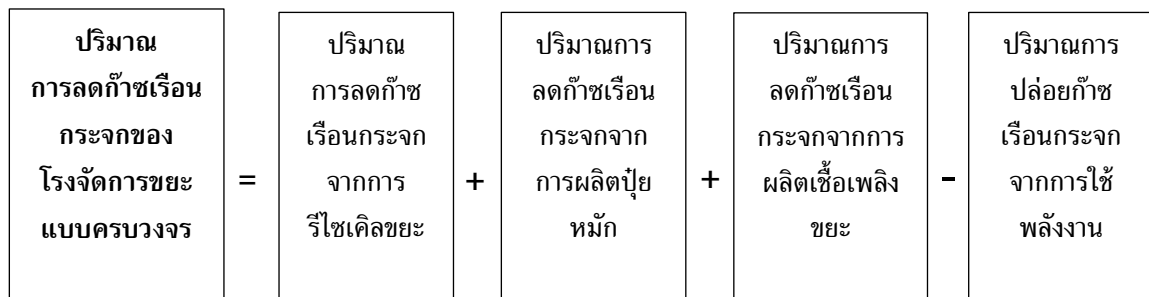 ปริมาณ
การลดก๊าซเรือน
กระจกของ
โรงจัดการขยะ
แบบครบวงจร
=
ปริมาณ
การลดก๊าซ
เรือนกระจก
จากการ
รีไซเคิลขยะ
+
ปริมาณการ
ลดก๊าซเรือน
กระจกจาก
การผลิตปุ๋ย
หมัก
+
ปริมาณการ
ลดก๊าซเรือน
กระจกจากการ
ผลิตเชื้อเพลิง
ขยะ
-
ปริมาณการ
ปล่อยก๊าซ
เรือนกระจก
จากการใช้
พลังงาน